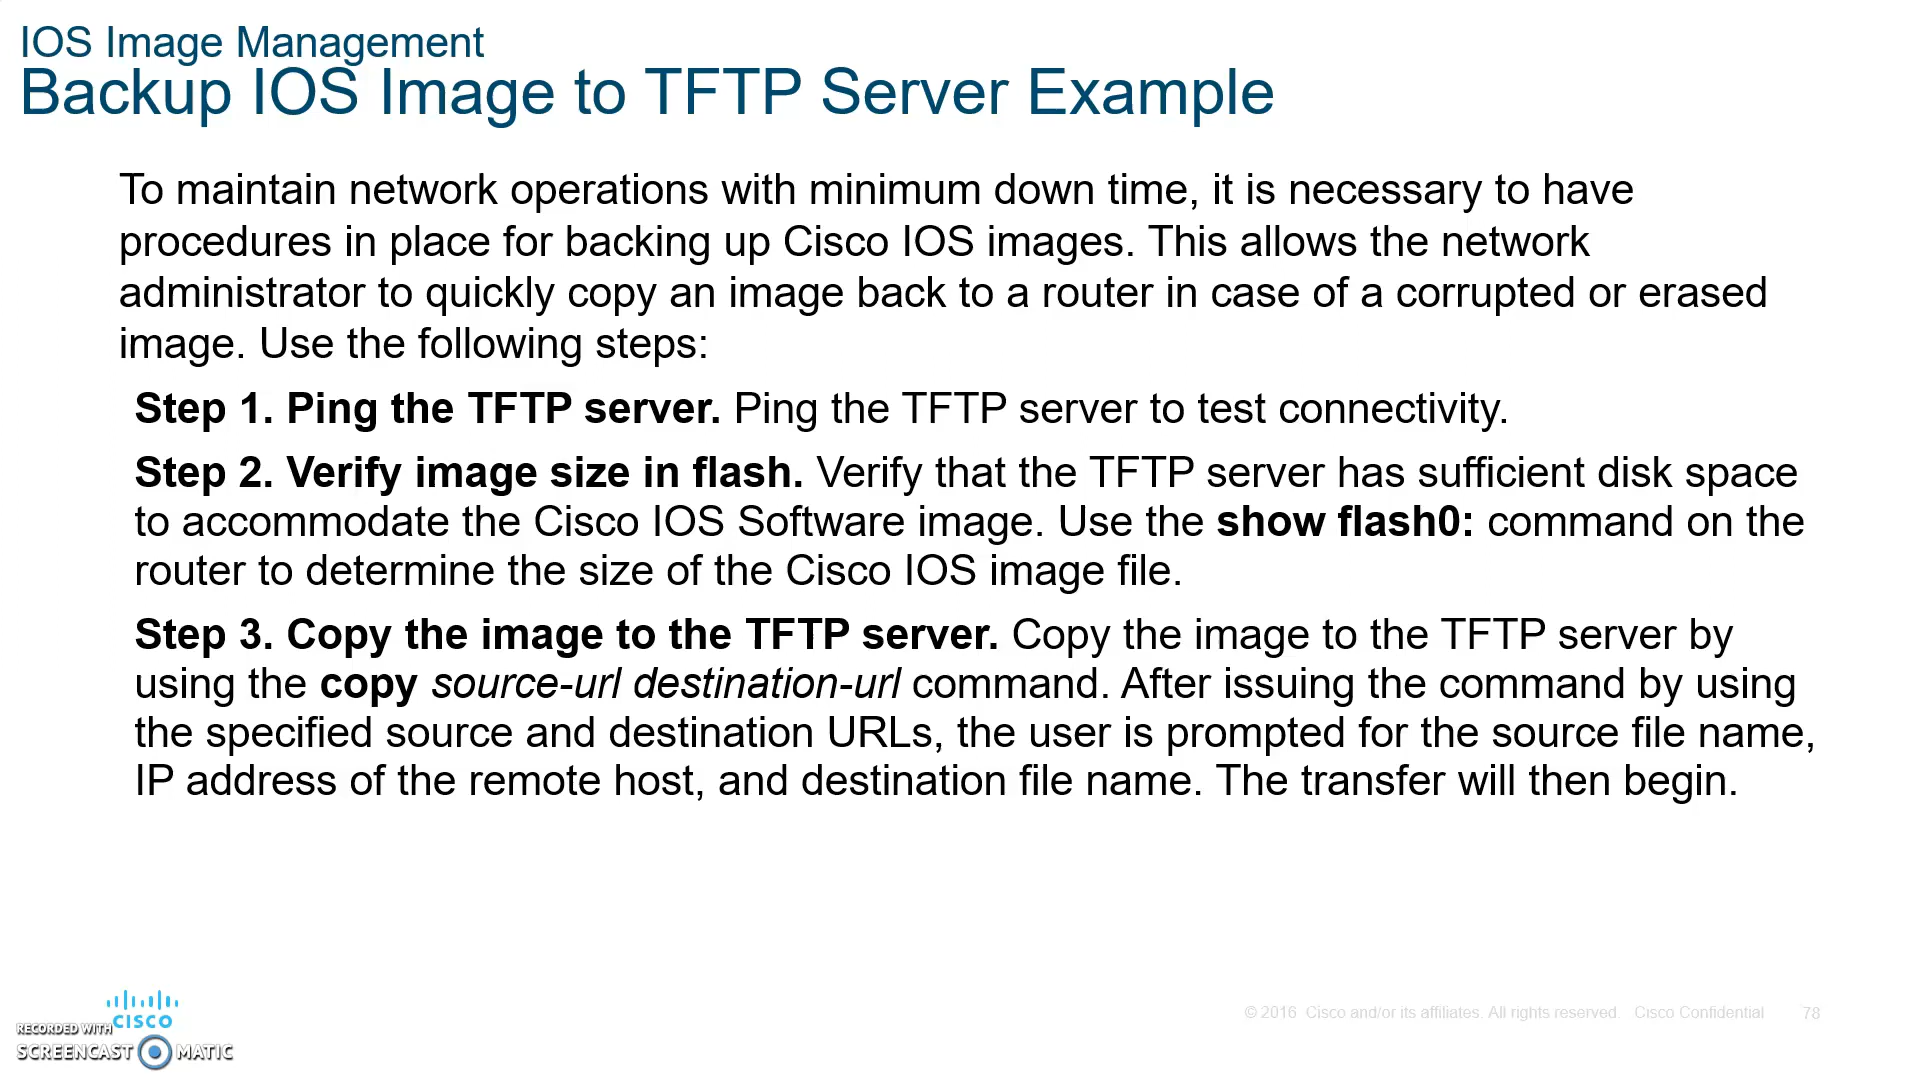 IOS Image Management
Backup IOS Image to TFTP Server Example
To maintain network operations with minimum down time, it is necessary to have
procedures in place for backing up Cisco IOS images. This allows the network
administrator to quickly copy an image back to a router in case of a corrupted or erased
image. Use the following steps:
Step 1. Ping the TFTP server. Ping the TFTP server to test connectivity.
Step 2. Verify image size in flash. Verify that the TFTP server has sufficient disk space
to accommodate the Cisco IOS Software image. Use the show flash0: command on the
router to determine the size of the Cisco IOS image file.
Step 3. Copy the image to the TFTP server. Copy the image to the TFTP server by
using the copy source-url destination-url command. After issuing the command by using
the specified source and destination URLs, the user is prompted for the source file name,
IP address of the remote host, and destination file name. The transfer will then begin.
CISCO
RECORDED WITH
SCREENCAST MATIC
© 2016 Cisco and/or its affiliates. All rights reserved. Cisco Confidential 78